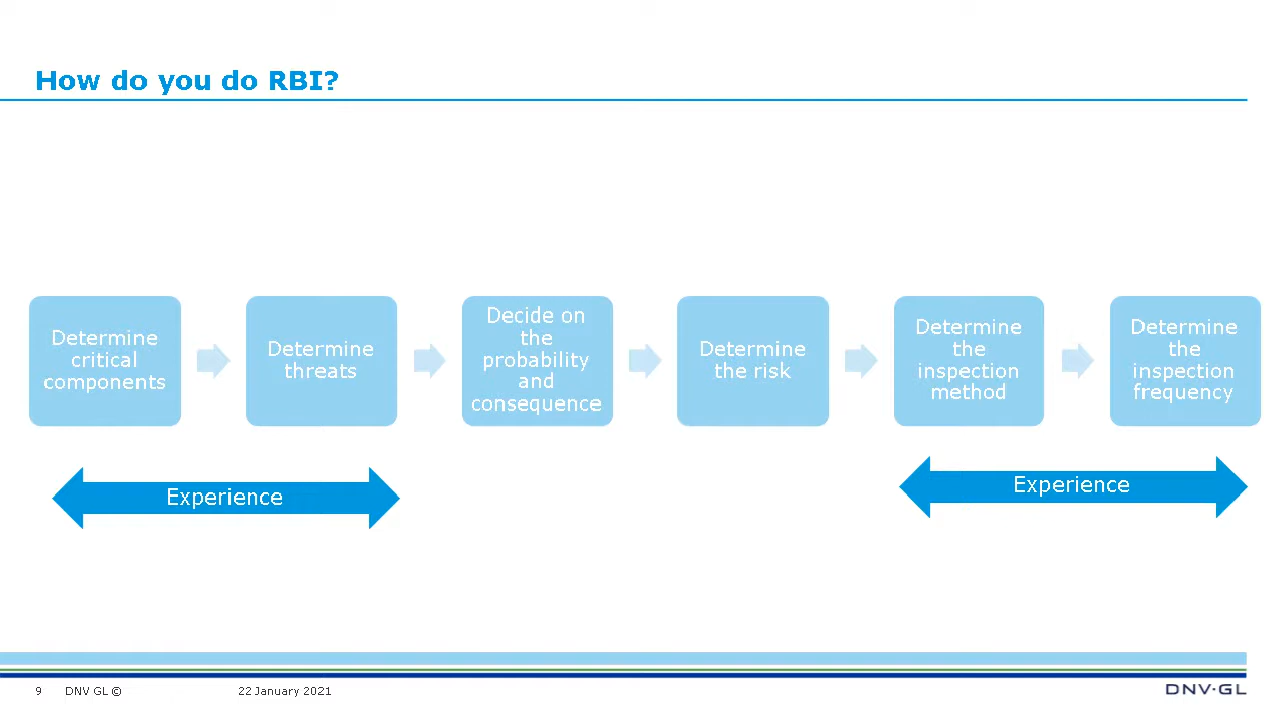 How do you do RBI?
Determine
critical
components
Determine
threats
Decide on
the
probability
and
consequence
Determine
the risk
Determine
the
inspection
method
Determine
the
inspection
frequency
Experience
Experience
9 DNV GL © 22 January 2021
DNV·GL